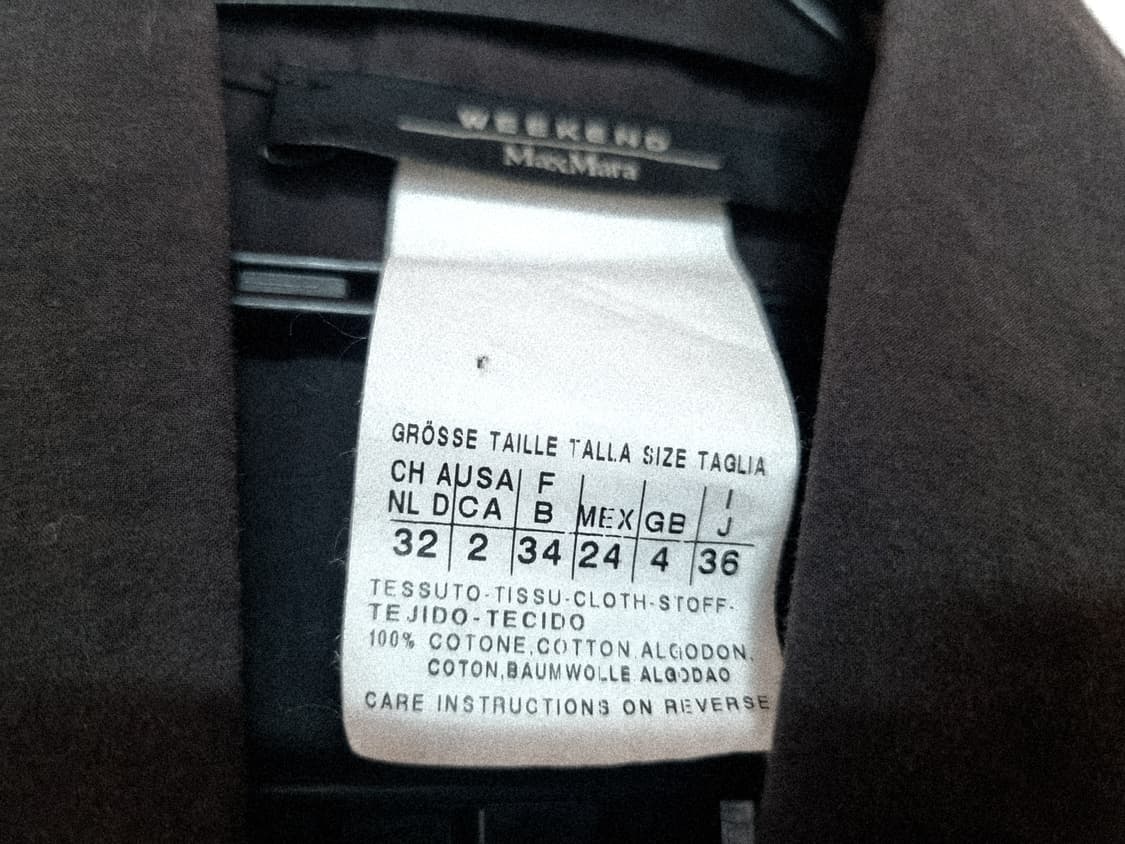 WEEKEND
MaxMara
GRÖSSE TAILLE TALLA SIZE TAGLIA
CH A USA F I
NL D CA B MEX GB J
32 2 34 24 4 36
TESSUTO-TISSU-CLOTH-STOFF-
TEJIDO-TECIDO
100% COTONE,COTTON ALGODON,
COTON,BAUMWOLLE ALGODAO
CARE INSTRUCTIONS ON REVERSE